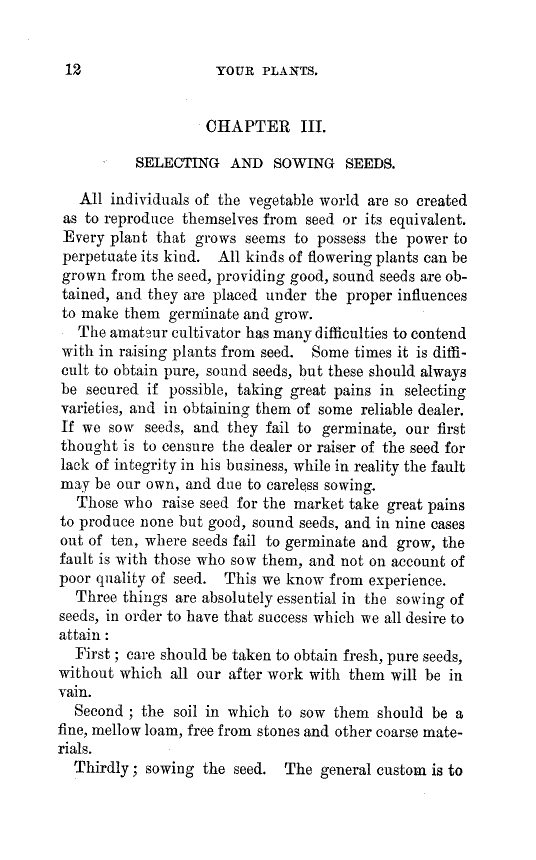 12 YOUR PLANTS.
CHAPTER III.
SELECTING AND SOWING SEEDS.
All individuals of the vegetable world are so created
as to reproduce themselves from seed or its equivalent.
Every plant that grows seems to possess the power to
perpetuate its kind. All kinds of flowering plants can be
grown from the seed, providing good, sound seeds are ob-
tained, and they are placed under the proper influences
to make them germinate and grow.
The amateur cultivator has many difficulties to contend
with in raising plants from seed. Some times it is diffi-
cult to obtain pure, sound seeds, but these should always
be secured if possible, taking great pains in selecting
varieties, and in obtaining them of some reliable dealer.
If we sow seeds, and they fail to germinate, our first
thought is to censure the dealer or raiser of the seed for
lack of integrity in his business, while in reality the fault
may be our own, and due to careless sowing.
Those who raise seed for the market take great pains
to produce none but good, sound seeds, and in nine cases
out of ten, where seeds fail to germinate and grow, the
fault is with those who sow them, and not on account of
poor quality of seed. This we know from experience.
Three things are absolutely essential in the sowing of
seeds, in order to have that success which we all desire to
attain :
First ; care should be taken to obtain fresh, pure seeds,
without which all our after work with them will be in
vain.
Second ; the soil in which to sow them should be a
fine, mellow loam, free from stones and other coarse mate-
rials.
Thirdly ; sowing the seed. The general custom is to